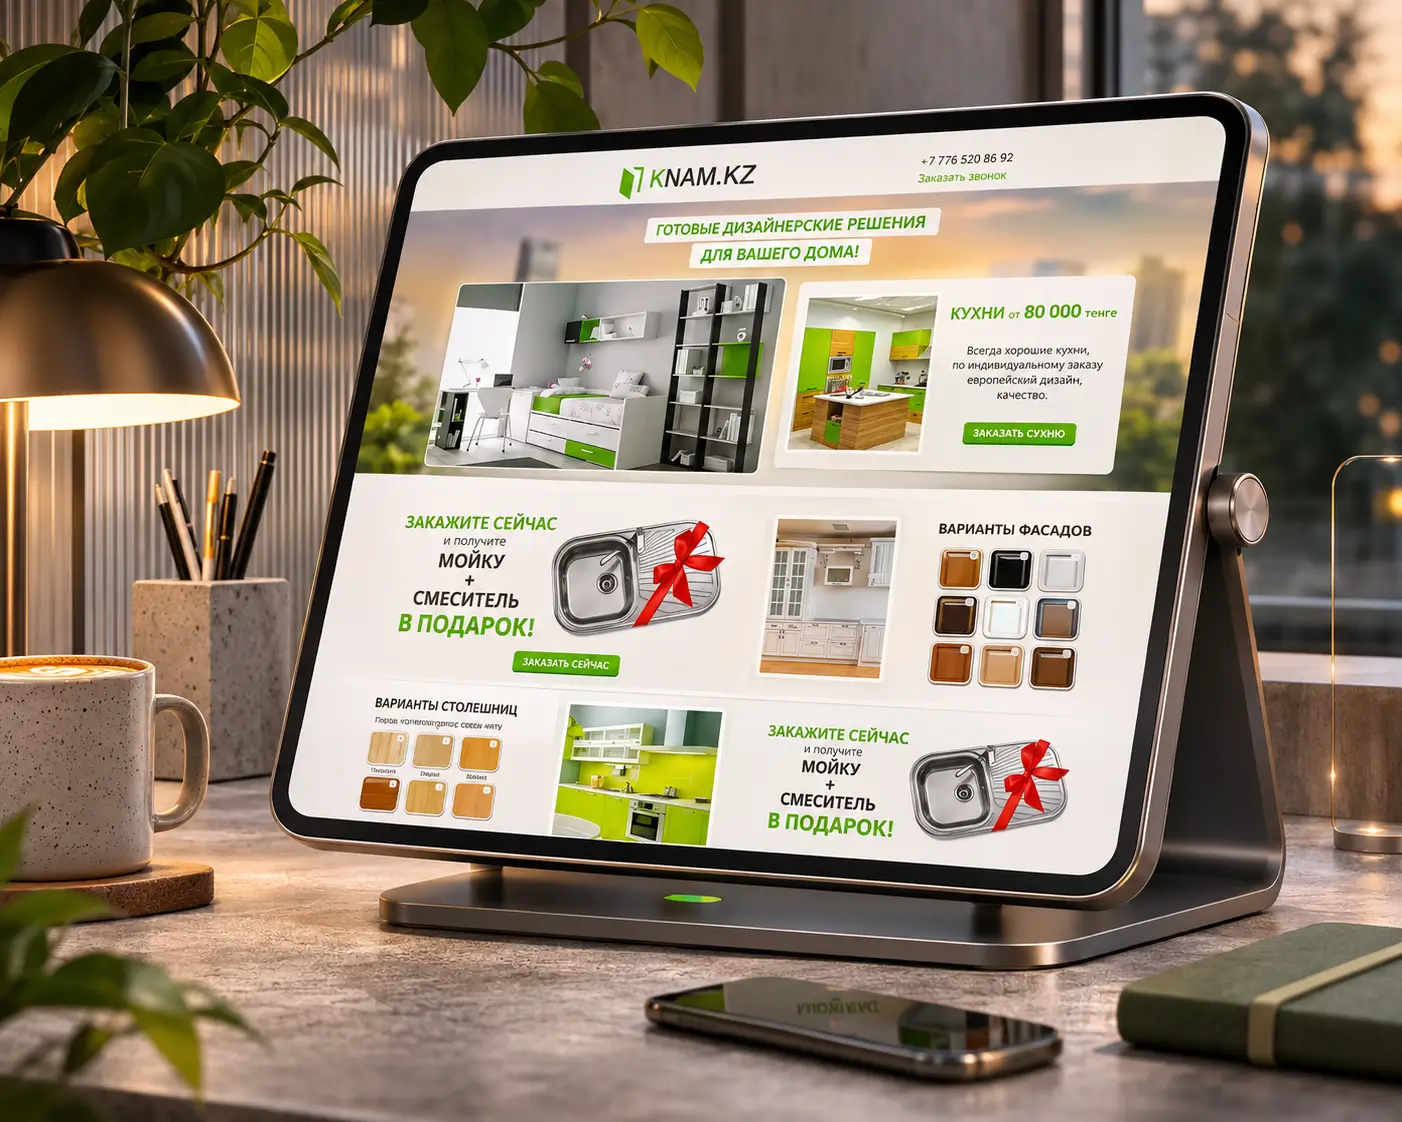 KNAM.KZ
+7 776 520 86 92
Заказать звонок
ГОТОВЫЕ ДИЗАЙНЕРСКИЕ РЕШЕНИЯ
ДЛЯ ВАШЕГО ДОМА!
КУХНИ от 80 000 тенге
Всегда хорошие кухни,
по индивидуальному заказу
европейский дизайн,
качество.
ЗАКАЗАТЬ СУХНЮ
ЗАКАЖИТЕ СЕЙЧАС
и получите
МОЙКУ
+
СМЕСИТЕЛЬ
В ПОДАРОК!
ЗАКАЗАТЬ СЕЙЧАС
ВАРИАНТЫ ФАСАДОВ
ВАРИАНТЫ СТОЛЕШНИЦ
ЗАКАЖИТЕ СЕЙЧАС
и получите
МОЙКУ
+
СМЕСИТЕЛЬ
В ПОДАРОК!